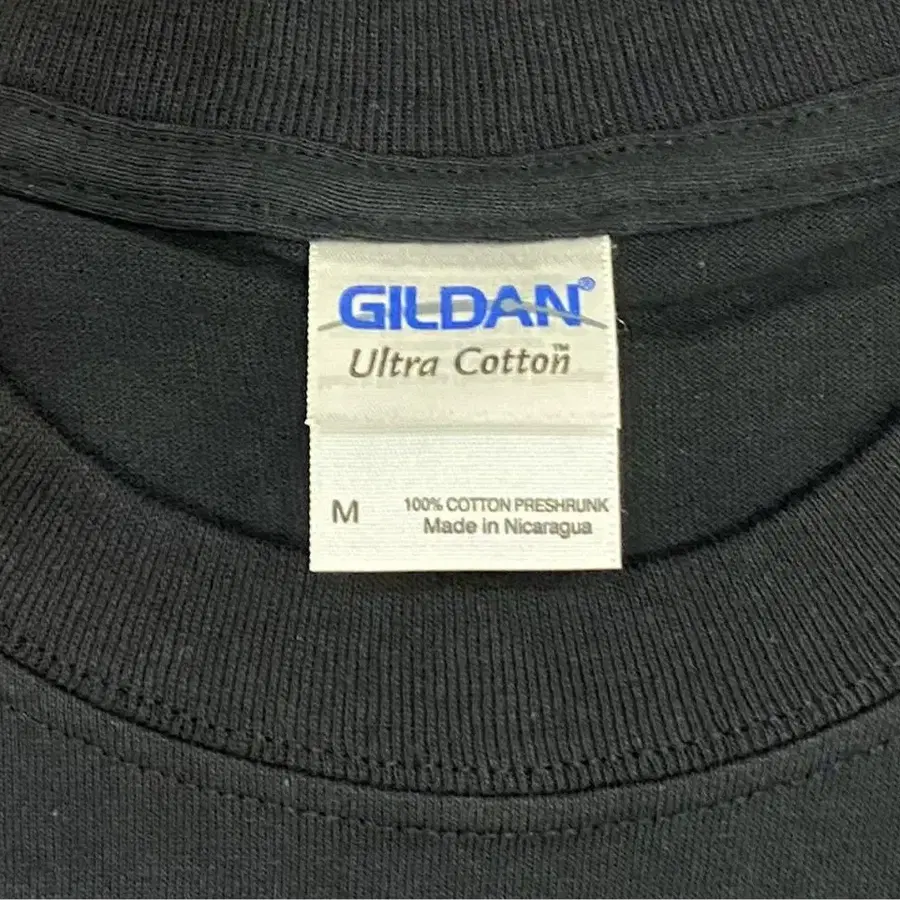 GILDAN®
Ultra Cotton™
M
100% COTTON PRESHRUNK
Made in Nicaragua